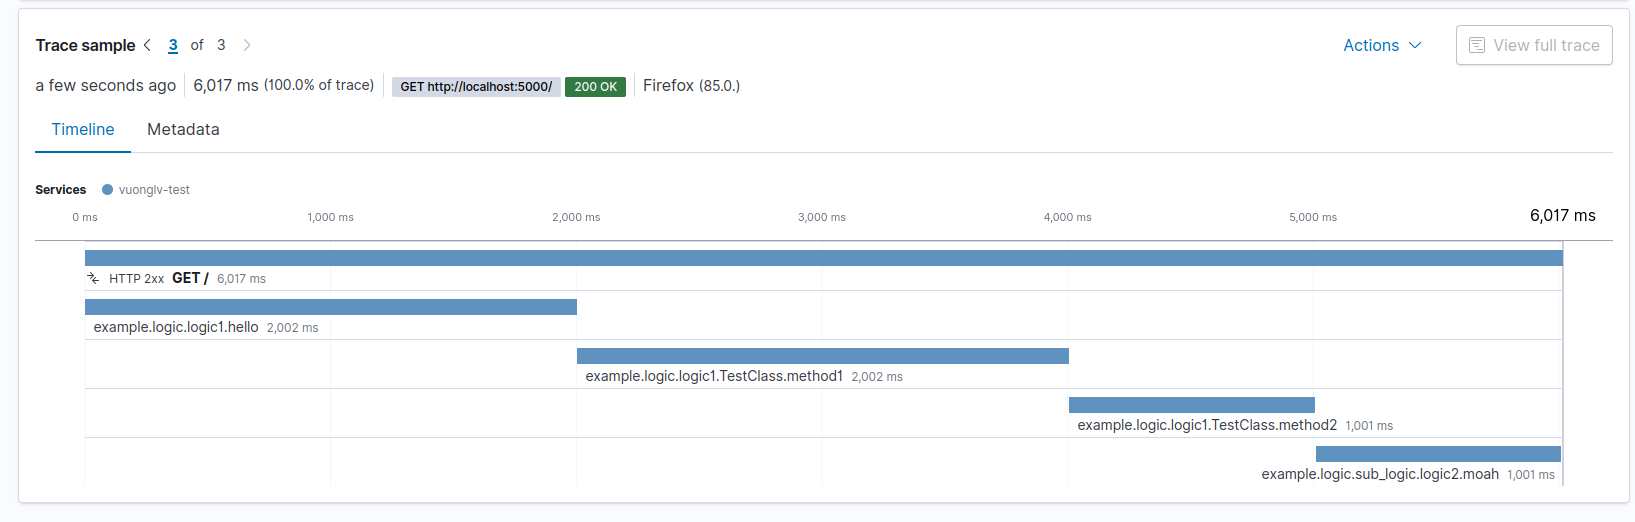 Trace sample 3 of 3 Actions View full trace
a few seconds ago 6,017 ms (100.0% of trace) GET http://localhost:5000/ 200 OK Firefox (85.0.)
Timeline Metadata
Services vuonglv-test
0 ms 1,000 ms 2,000 ms 3,000 ms 4,000 ms 5,000 ms 6,017 ms
HTTP 2xx GET / 6,017 ms
example.logic.logic1.hello 2,002 ms
example.logic.logic1.TestClass.method1 2,002 ms
example.logic.logic1.TestClass.method2 1,001 ms
example.logic.sub_logic.logic2.moah 1,001 ms